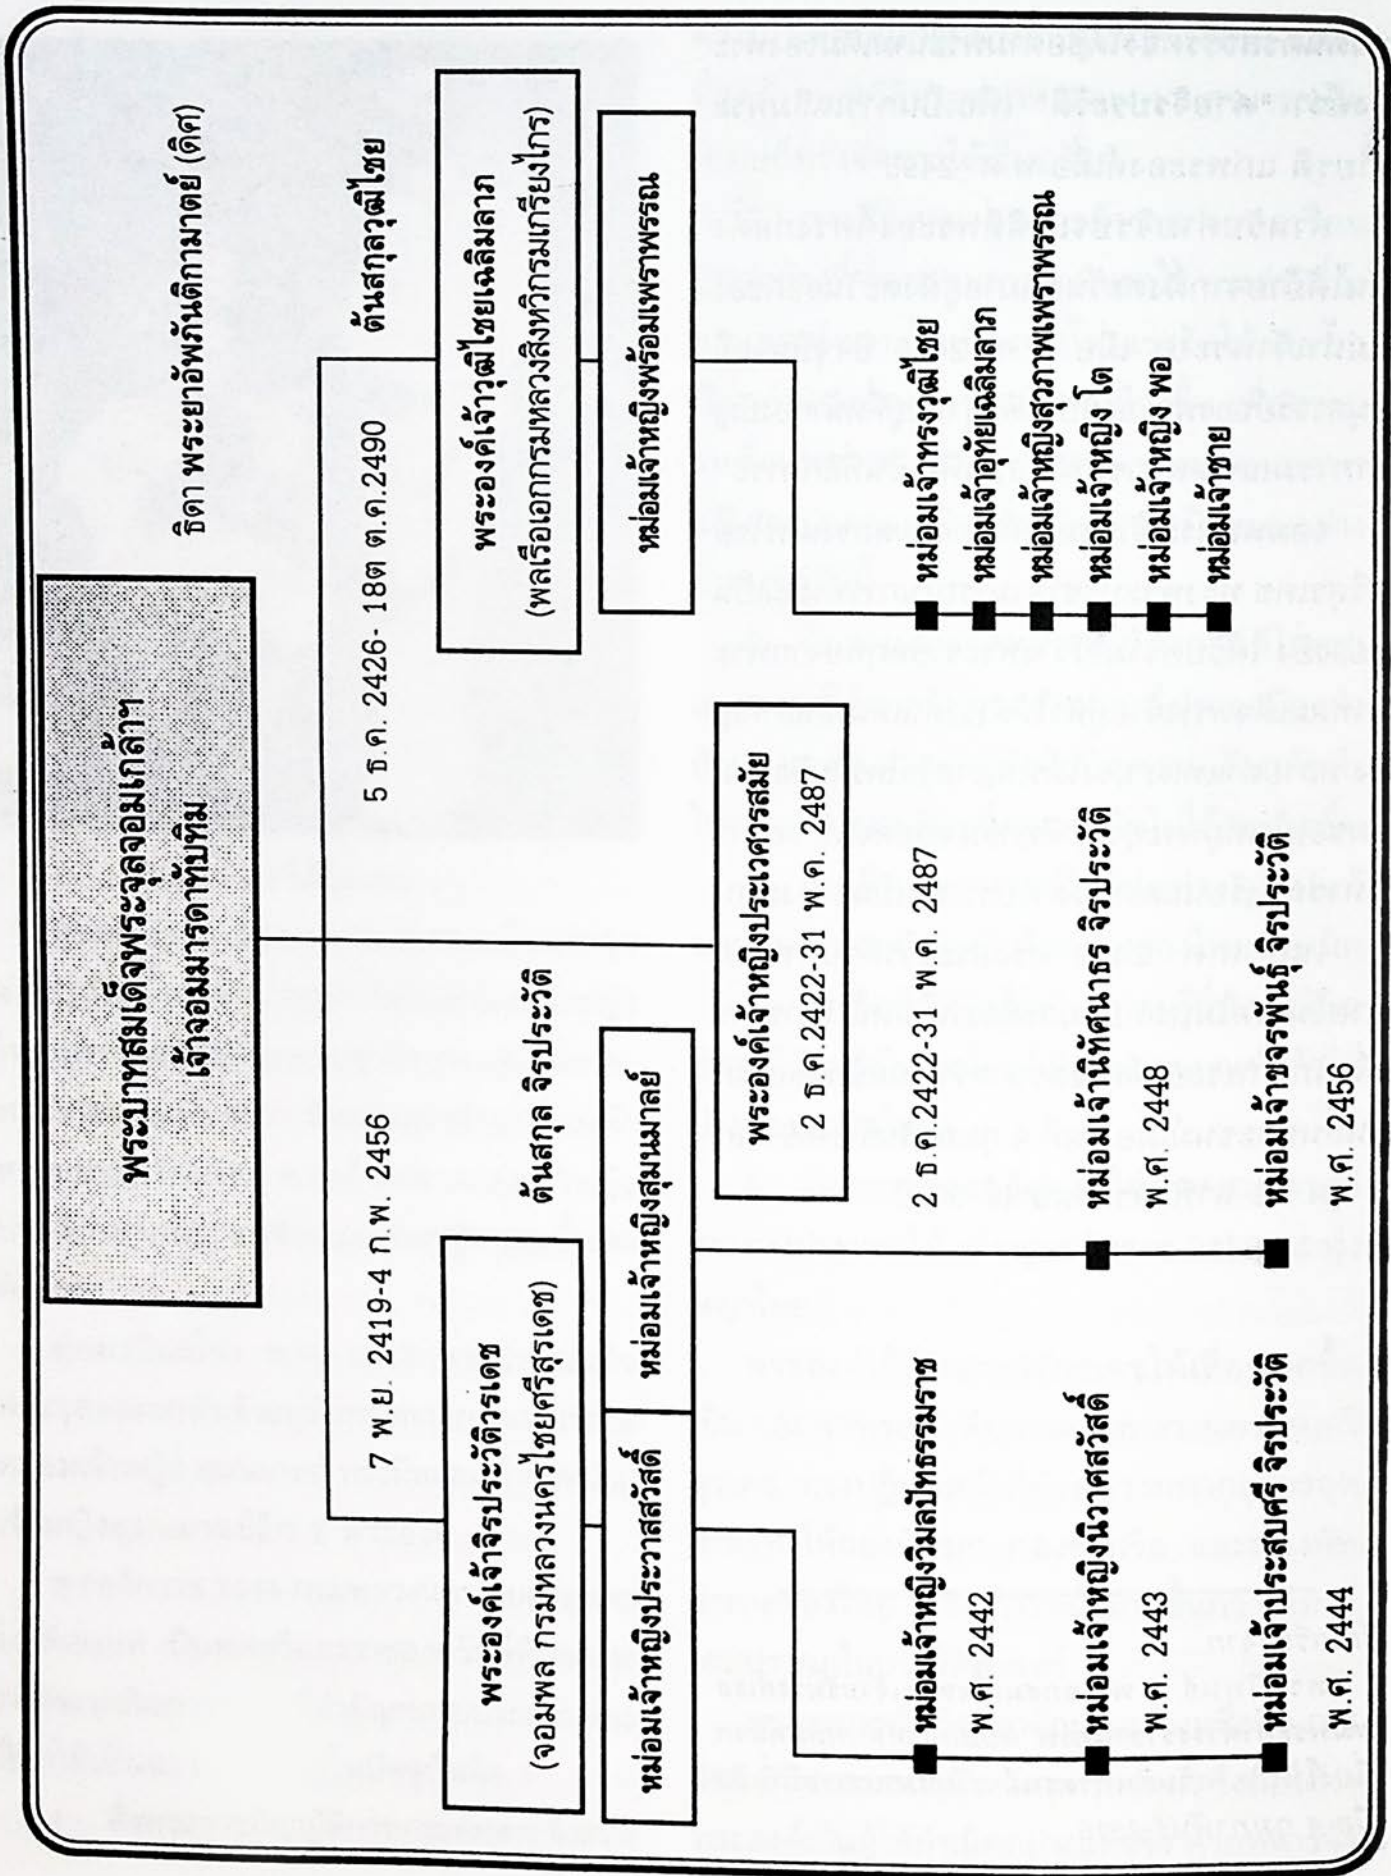 พระบาทสมเด็จพระจุลจอมเกล้าฯ
เจ้าจอมมารดาทับทิม
ธิดา พระยาอัพภันติกามาตย์ (ดิศ)
7 พ.ย. 2419-4 ก.พ. 2456
ต้นสกุล จิรประวัติ
พระองค์เจ้าจิรประวัติวรเดช
(จอมพล กรมหลวงนครไชยศรีสุรเดช)
หม่อมเจ้าหญิงประวาสสวัสดิ์
หม่อมเจ้าหญิงสุมนมาลย์
หม่อมเจ้าหญิงวิมลปัทธรรมราช
พ.ศ. 2442
หม่อมเจ้าหญิงนิวาศสวัสดิ์
พ.ศ. 2443
หม่อมเจ้าประสบศรี จิรประวัติ
พ.ศ. 2444
หม่อมเจ้านิทัศนาธร จิรประวัติ
พ.ศ. 2448
หม่อมเจ้าขจรพันธุ์ จิรประวัติ
พ.ศ. 2456
พระองค์เจ้าหญิงประเวศวรสมัย
2 ธ.ค.2422-31 พ.ค. 2487
2 ธ.ค.2422-31 พ.ค. 2487
5 ธ.ค. 2426- 18ต ต.ค.2490
ต้นสกุลวุฒิไชย
พระองค์เจ้าวุฒิไชยเฉลิมลาภ
(พลเรือเอกกรมหลวงสิงหวิกรมเกรียงไกร)
หม่อมเจ้าหญิงพร้อมเพราพรรณ
หม่อมเจ้าทรงวุฒิไชย
หม่อมเจ้าอุทัยเฉลิมลาภ
หม่อมเจ้าหญิงสุวภาพเพราพรรณ
หม่อมเจ้าหญิง โต
หม่อมเจ้าหญิง พอ
หม่อมเจ้าชาย